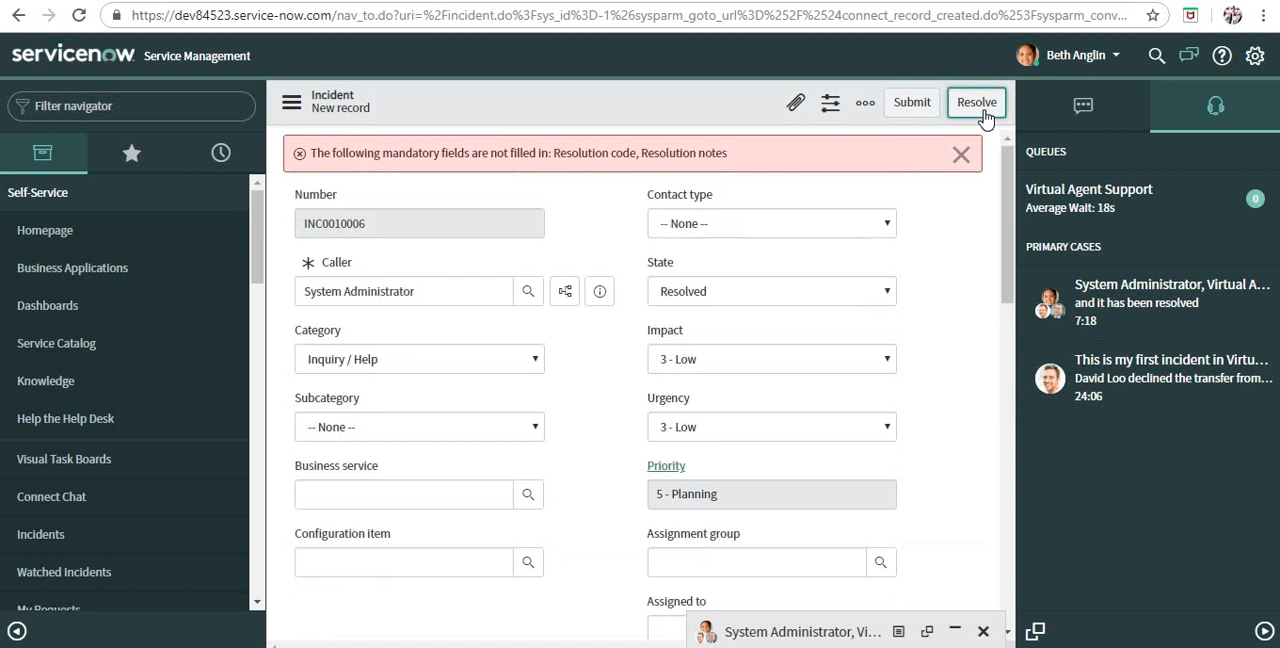 https://dev84523.service-now.com/nav_to.do?uri=%2Fincident.do%3Fsys_id%3D-1%26sysparm_goto_url%3D%252F%2524connect_record_created.do%253Fsysparm_conv...
servicenow Service Management
Beth Anglin
Filter navigator
Incident
New record
Submit
Resolve
The following mandatory fields are not filled in: Resolution code, Resolution notes
QUEUES
Virtual Agent Support
Average Wait: 18s
0
PRIMARY CASES
System Administrator, Virtual A...
and it has been resolved
7:18
This is my first incident in Virtu...
David Loo declined the transfer from...
24:06
Self-Service
Homepage
Business Applications
Dashboards
Service Catalog
Knowledge
Help the Help Desk
Visual Task Boards
Connect Chat
Incidents
Watched Incidents
My Requests
Number
INC0010006
Caller
System Administrator
Category
Inquiry / Help
Subcategory
-- None --
Business service
Configuration item
Contact type
-- None --
State
Resolved
Impact
3 - Low
Urgency
3 - Low
Priority
5 - Planning
Assignment group
Assigned to
System Administrator, Vi...